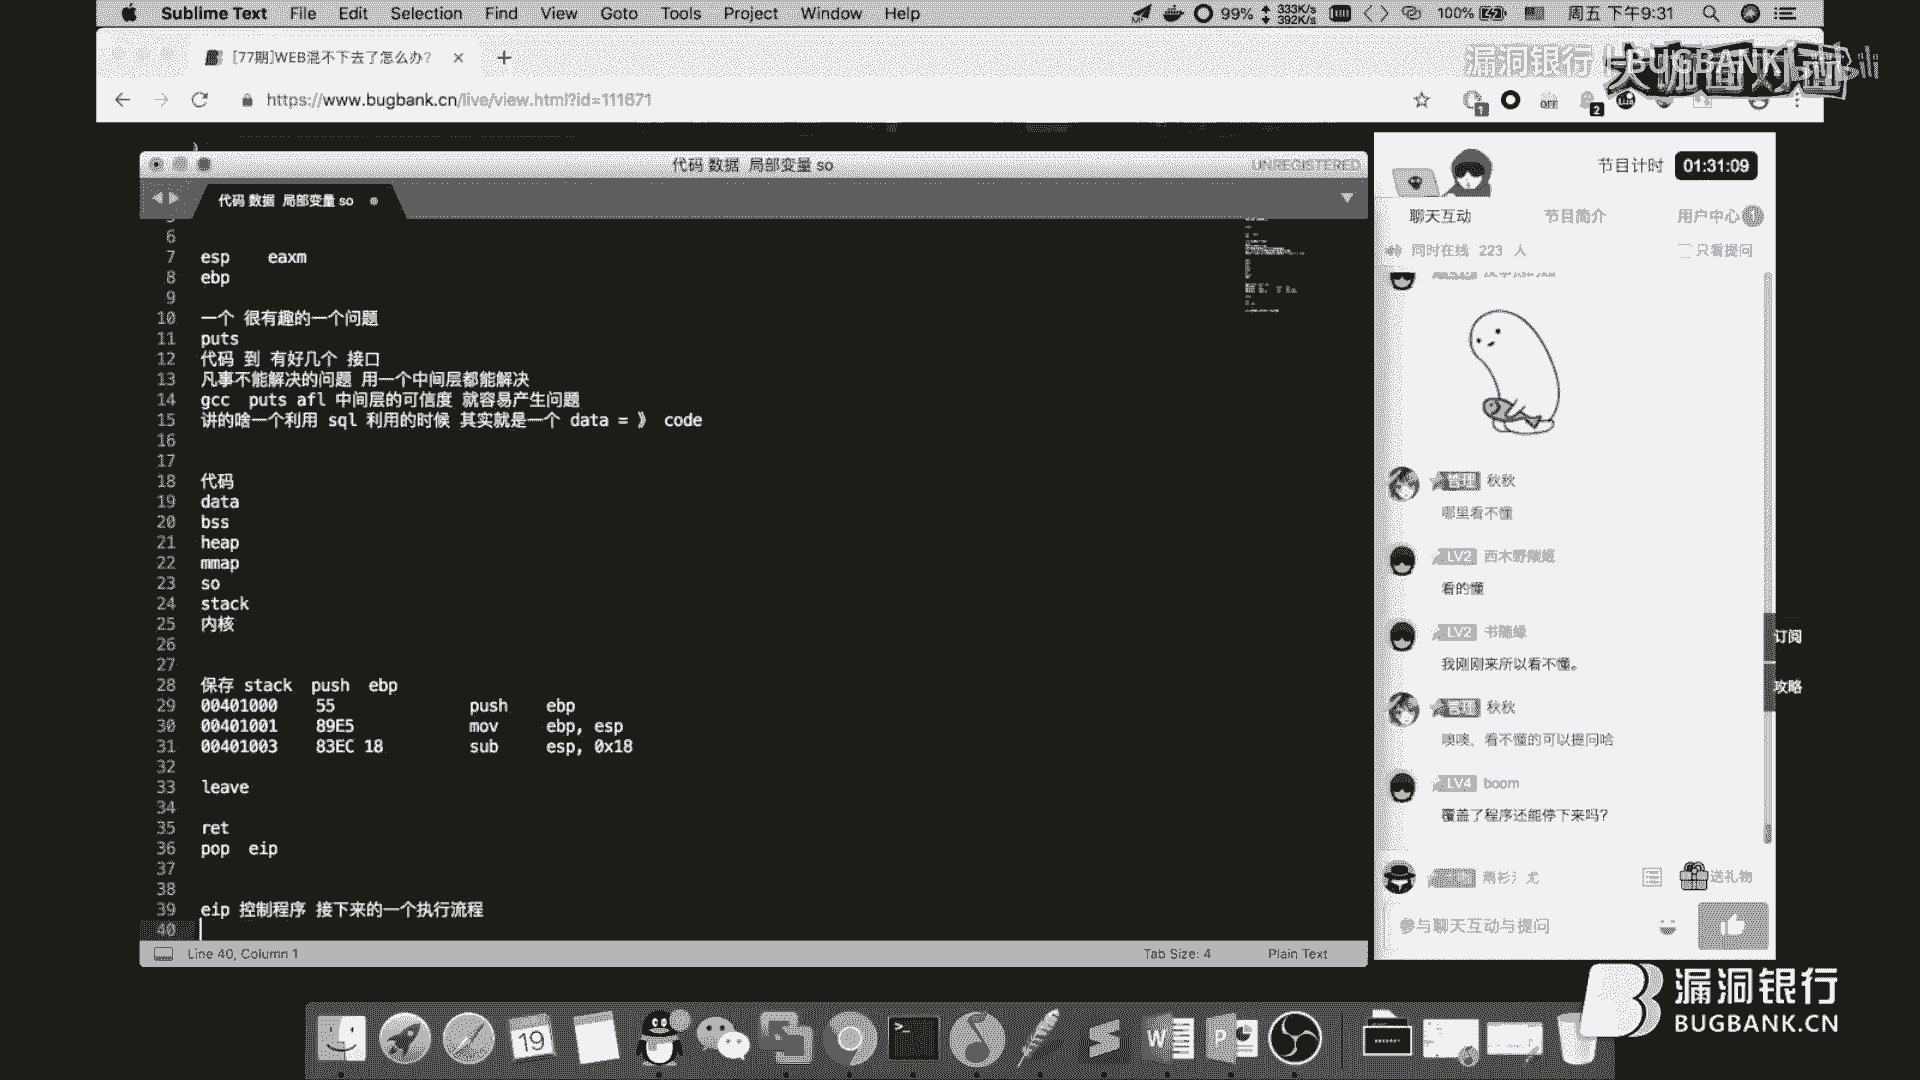 Sublime Text File Edit Selection Find View Goto Tools Project Window Help 99% 333K/s 392K/s 100% 周五 下午9:31
[77期]WEB混不下去了怎么办?
漏洞银行 | BUGBANK
大咖面对面
https://www.bugbank.cn/live/view.html?id=111671
OFF
代码 数据 局部变量 so
UNREGISTERED
代码 数据 局部变量 so
6
7 esp eaxm
8 ebp
9
10 一个 很有趣的一个问题
11 puts
12 代码 到 有好几个 接口
13 凡事不能解决的问题 用一个中间层都能解决
14 gcc puts afl 中间层的可信度 就容易产生问题
15 讲的啥一个利用 sql 利用的时候 其实就是一个 data = 》 code
16
17
18 代码
19 data
20 bss
21 heap
22 mmap
23 so
24 stack
25 内核
26
27
28 保存 stack push ebp
29 00401000 55 push ebp
30 00401001 89E5 mov ebp, esp
31 00401003 83EC 18 sub esp, 0x18
32
33 leave
34
35 ret
36 pop eip
37
38
39 eip 控制程序 接下来的一个执行流程
40
Line 40, Column 1
Tab Size: 4
Plain Text
节目计时 01:31:09
聊天互动 节目简介 用户中心 1
同时在线 223 人 只看提问
管理 秋秋
哪里看不懂
LV2
看的懂
LV2 书随缘
我刚刚来所以看不懂。
管理 秋秋
噢噢，看不懂的可以提问哈
LV4 boom
覆盖了程序还能停下来吗?
送礼物
参与聊天互动与提问
订阅
攻略
19
漏洞银行
BUGBANK.CN